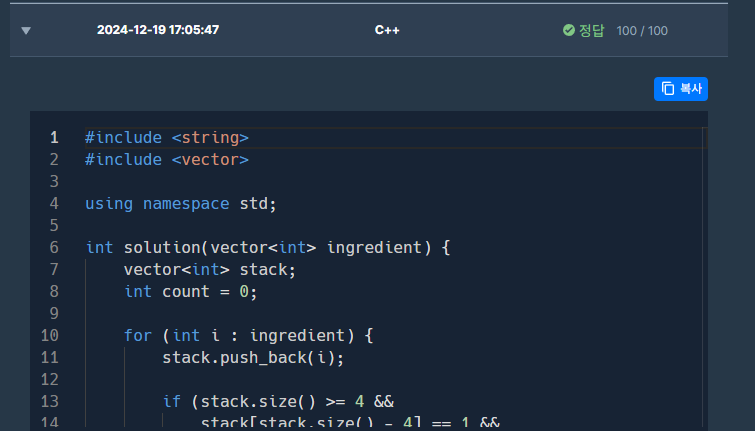 2024-12-19 17:05:47 C++ 정답 100 / 100
복사
1 #include <string>
2 #include <vector>
3
4 using namespace std;
5
6 int solution(vector<int> ingredient) {
7 vector<int> stack;
8 int count = 0;
9
10 for (int i : ingredient) {
11 stack.push_back(i);
12
13 if (stack.size() >= 4 &&
14 stack[stack.size() - 4] == 1 &&